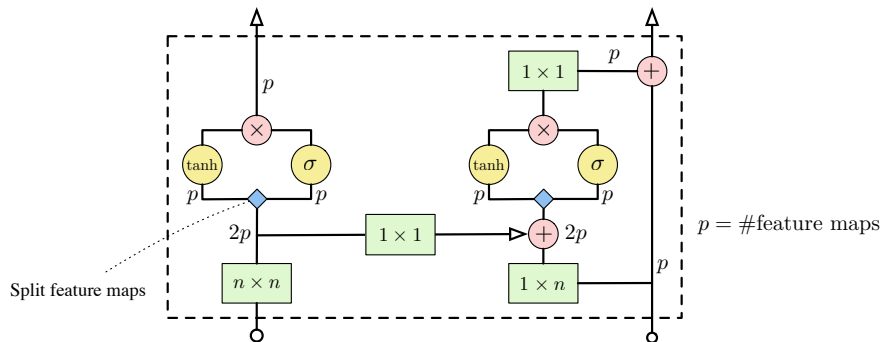 p
p
1 × 1
+
×
×
tanh
σ
tanh
σ
p
p
p
p
2p
1 × 1
+
2p
p = #feature maps
p
Split feature maps
n × n
1 × n